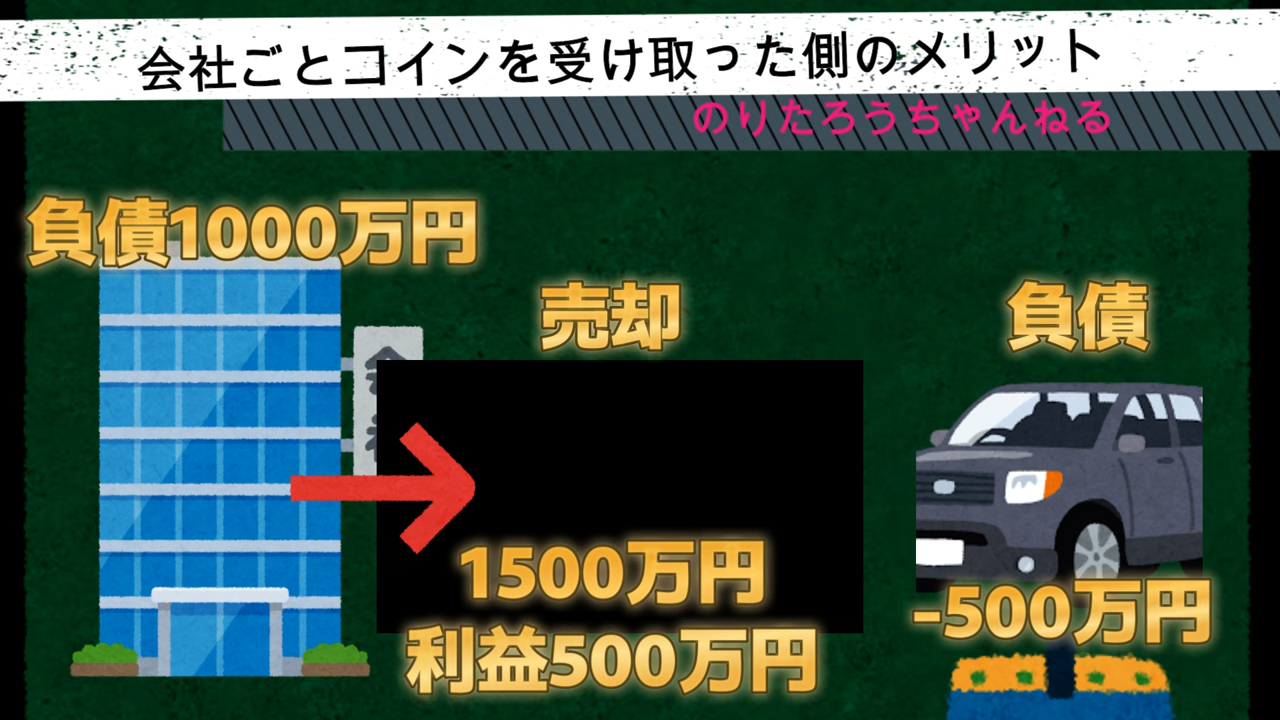 会社ごとコインを受け取った側のメリット
のりたろうちゃんねる
負債1000万円
売却
負債
1500万円
利益500万円
-500万円